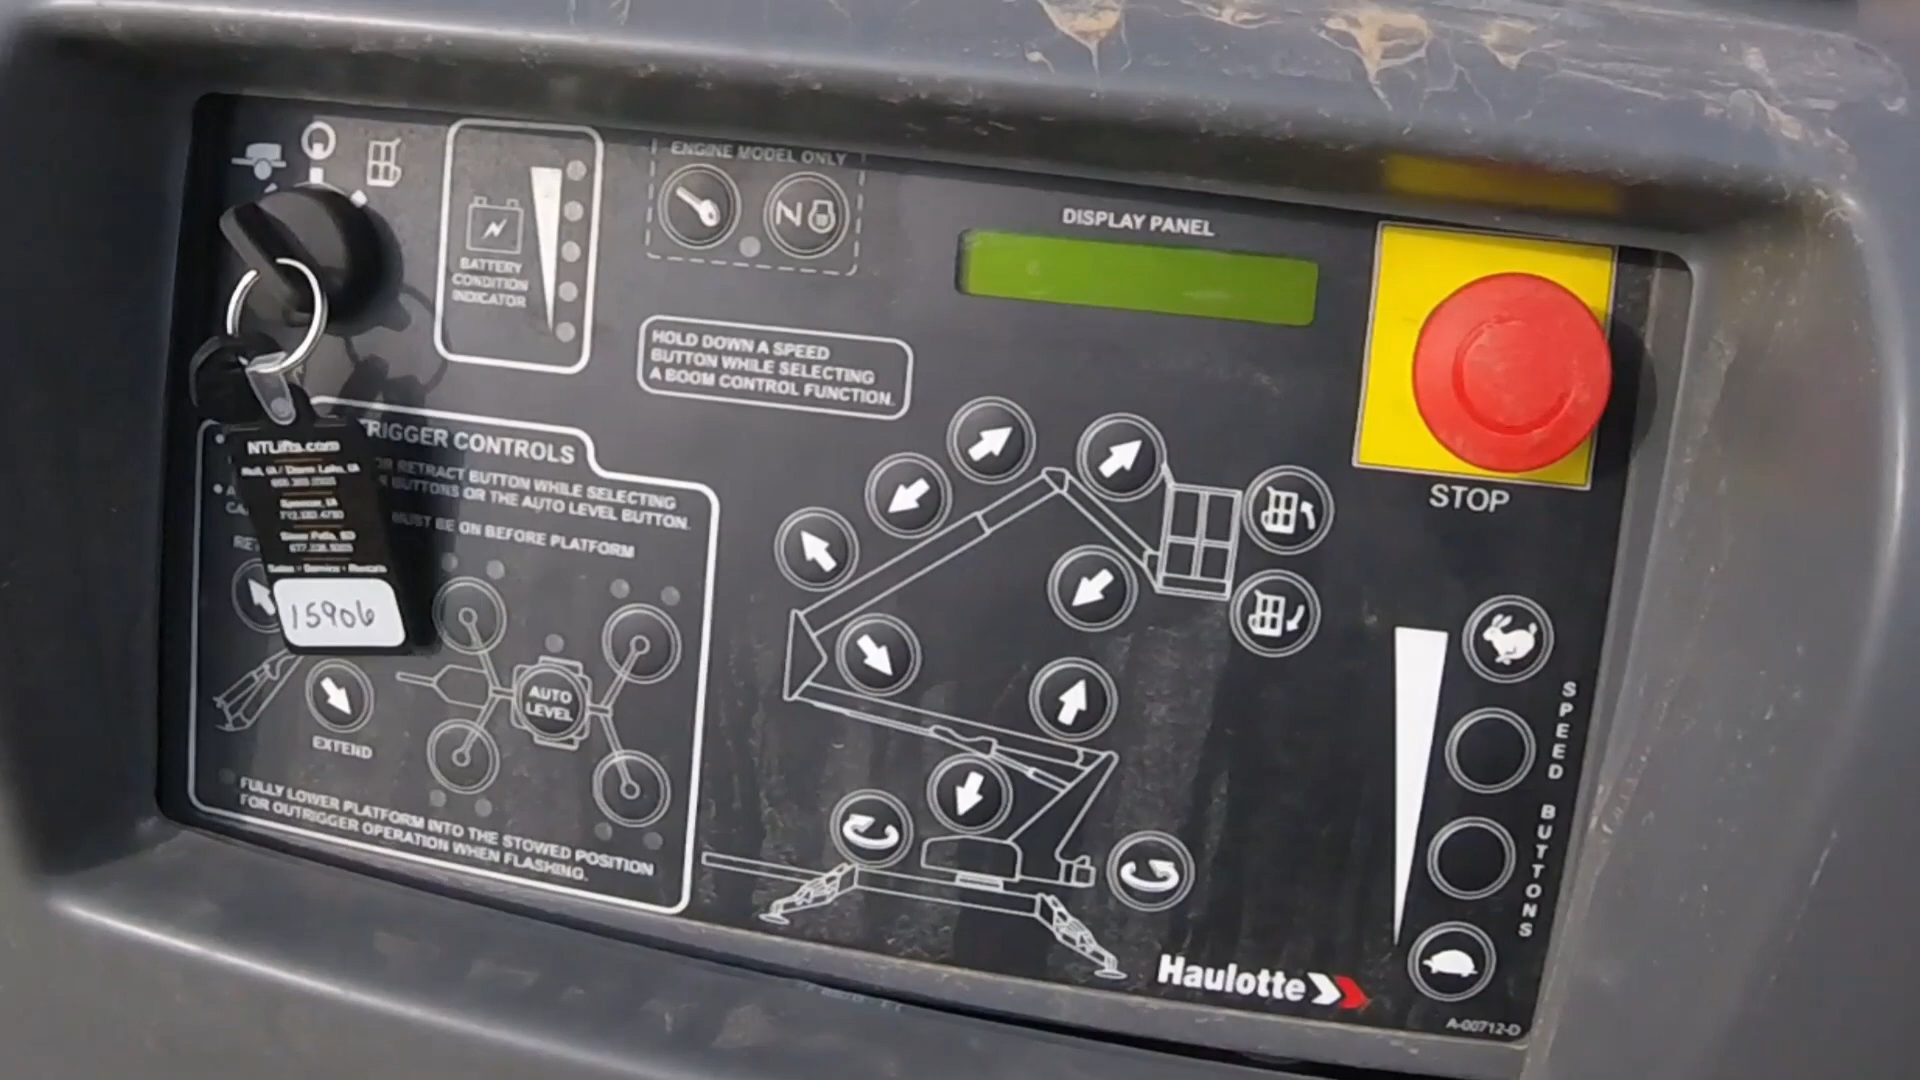 BATTERY
CONDITION
INDICATOR
ENGINE MODEL ONLY
DISPLAY PANEL
HOLD DOWN A SPEED
BUTTON WHILE SELECTING
A BOOM CONTROL FUNCTION.
STOP
TRIGGER CONTROLS
OR RETRACT BUTTON WHILE SELECTING
BUTTONS OR THE AUTO LEVEL BUTTON.
MUST BE ON BEFORE PLATFORM
NTLifts.com
Sales - Service - Rentals
15906
AUTO
LEVEL
EXTEND
FULLY LOWER PLATFORM INTO THE STOWED POSITION
FOR OUTRIGGER OPERATION WHEN FLASHING.
SPEED BUTTONS
Haulotte
A-00712-D